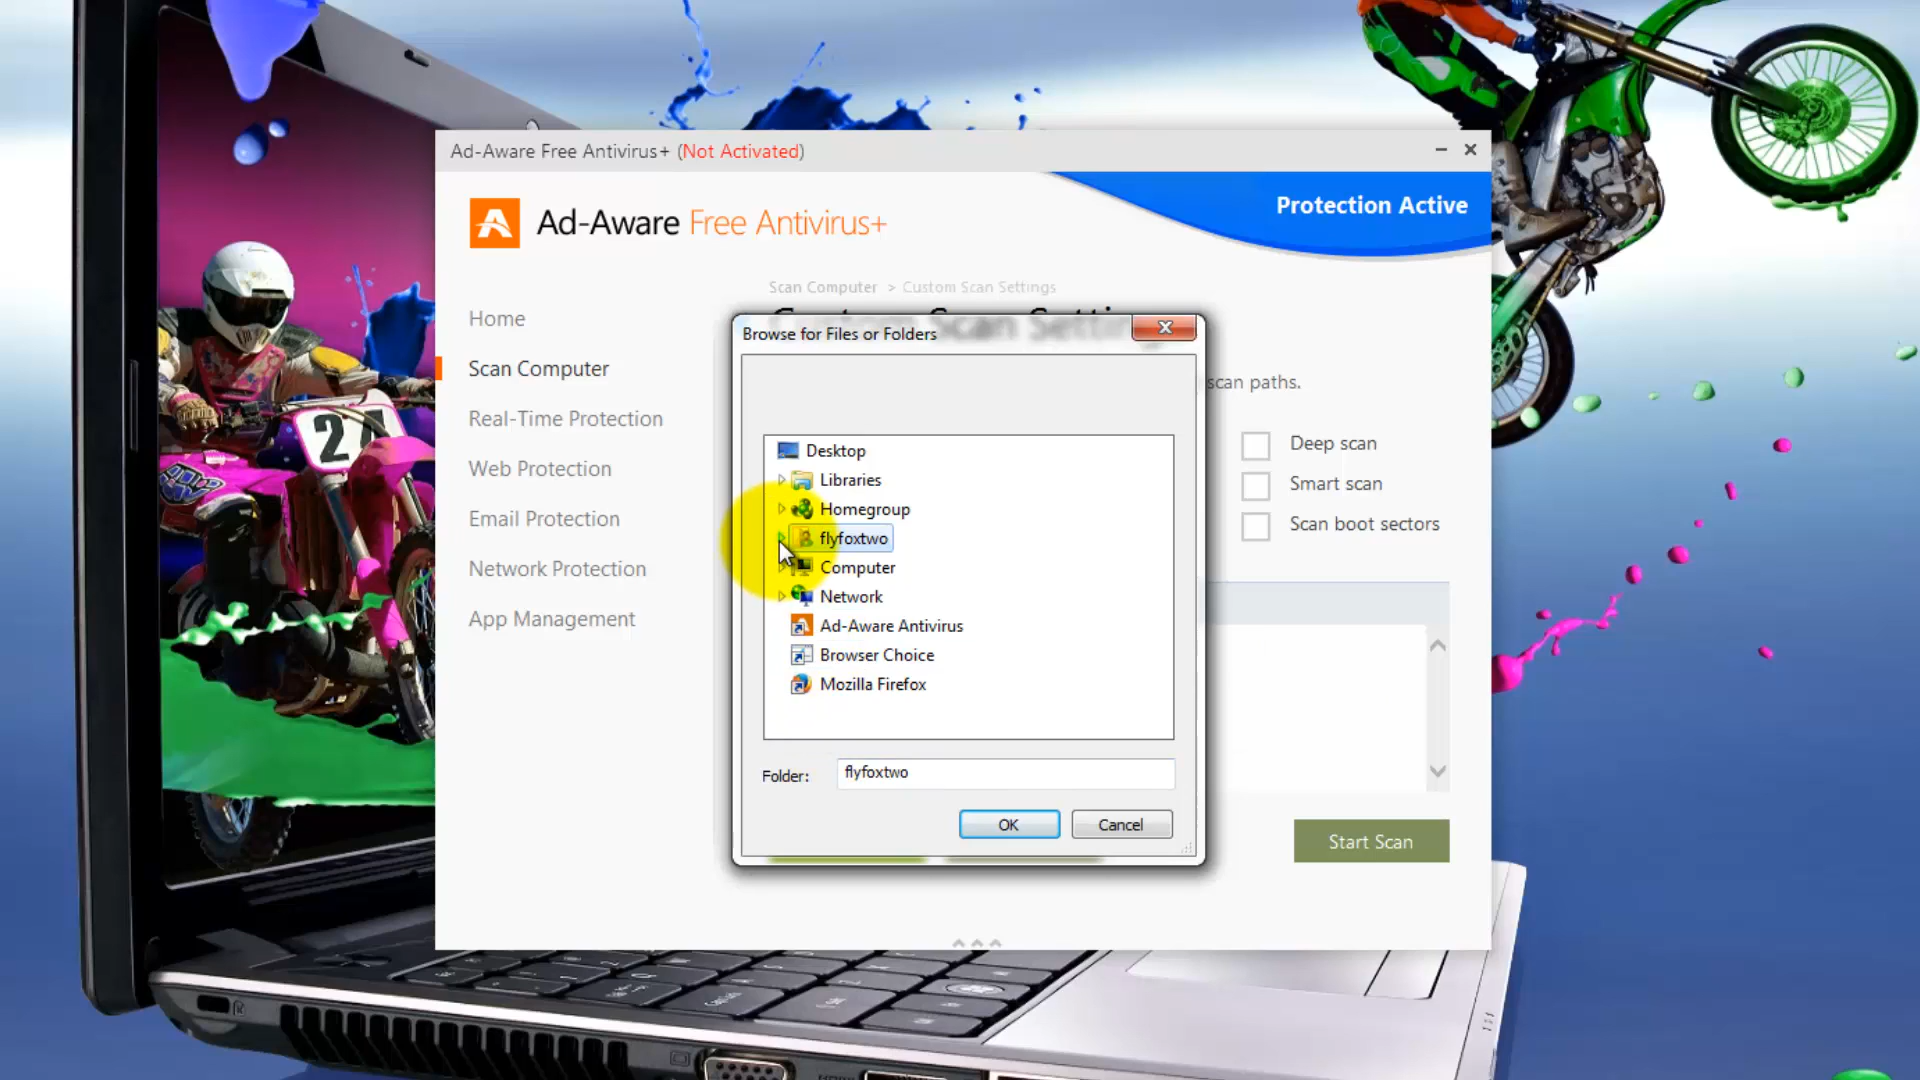 Ad-Aware Free Antivirus+ (Not Activated)
Protection Active
Ad-Aware Free Antivirus+
Scan Computer > Custom Scan Settings
Home
Scan Computer
Real-Time Protection
Web Protection
Email Protection
Network Protection
App Management
Browse for Files or Folders
scan paths.
Deep scan
Smart scan
Scan boot sectors
Desktop
Libraries
Homegroup
flyfoxtwo
Computer
Network
Ad-Aware Antivirus
Browser Choice
Mozilla Firefox
Folder: flyfoxtwo
OK Cancel
Start Scan